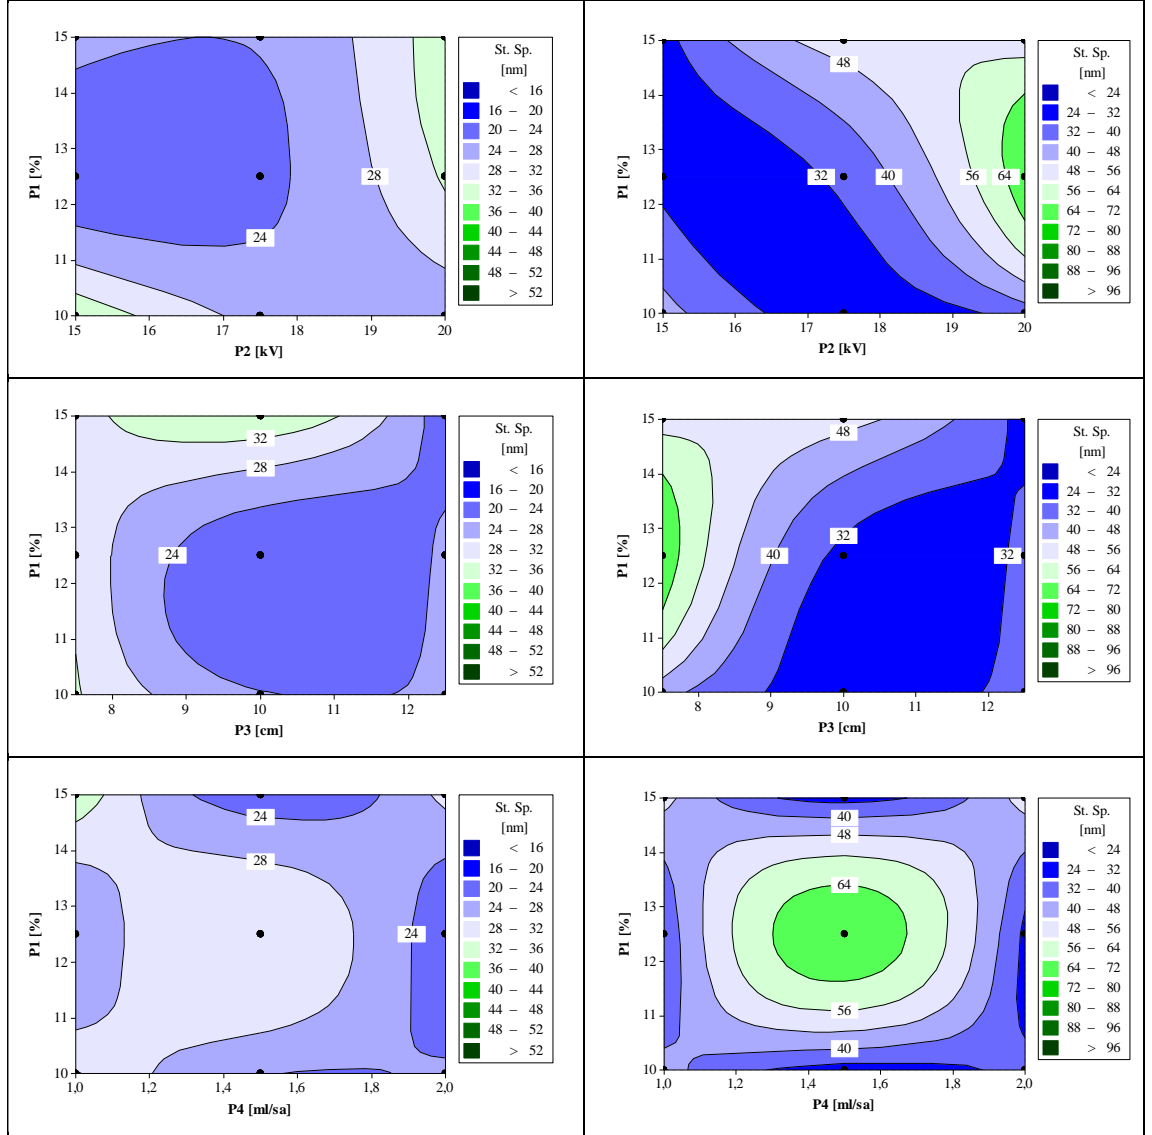 15
14
13
12
11
10
P1 [%]
28
24
15
16
17
18
19
20
P2 [kV]
St. Sp.
[nm]
< 16
16 – 20
20 – 24
24 – 28
28 – 32
32 – 36
36 – 40
40 – 44
44 – 48
48 – 52
> 52
15
14
13
12
11
10
P1 [%]
48
32
40
56
64
15
16
17
18
19
20
P2 [kV]
St. Sp.
[nm]
< 24
24 – 32
32 – 40
40 – 48
48 – 56
56 – 64
64 – 72
72 – 80
80 – 88
88 – 96
> 96
15
14
13
12
11
10
P1 [%]
32
28
24
8
9
10
11
12
P3 [cm]
St. Sp.
[nm]
< 16
16 – 20
20 – 24
24 – 28
28 – 32
32 – 36
36 – 40
40 – 44
44 – 48
48 – 52
> 52
15
14
13
12
11
10
P1 [%]
48
32
40
32
8
9
10
11
12
P3 [cm]
St. Sp.
[nm]
< 24
24 – 32
32 – 40
40 – 48
48 – 56
56 – 64
64 – 72
72 – 80
80 – 88
88 – 96
> 96
15
14
13
12
11
10
P1 [%]
24
28
24
1,0
1,2
1,4
1,6
1,8
2,0
P4 [ml/sa]
St. Sp.
[nm]
< 16
16 – 20
20 – 24
24 – 28
28 – 32
32 – 36
36 – 40
40 – 44
44 – 48
48 – 52
> 52
15
14
13
12
11
10
P1 [%]
40
48
64
56
40
1,0
1,2
1,4
1,6
1,8
2,0
P4 [ml/sa]
St. Sp.
[nm]
< 24
24 – 32
32 – 40
40 – 48
48 – 56
56 – 64
64 – 72
72 – 80
80 – 88
88 – 96
> 96